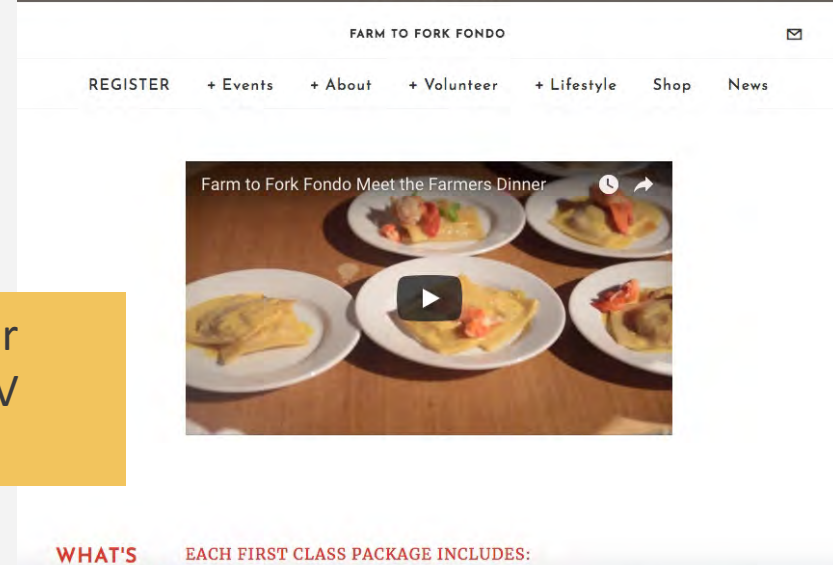 FARM TO FORK FONDO
REGISTER + Events + About + Volunteer + Lifestyle Shop News
Farm to Fork Fondo Meet the Farmers Dinner
r
V
WHAT'S EACH FIRST CLASS PACKAGE INCLUDES: